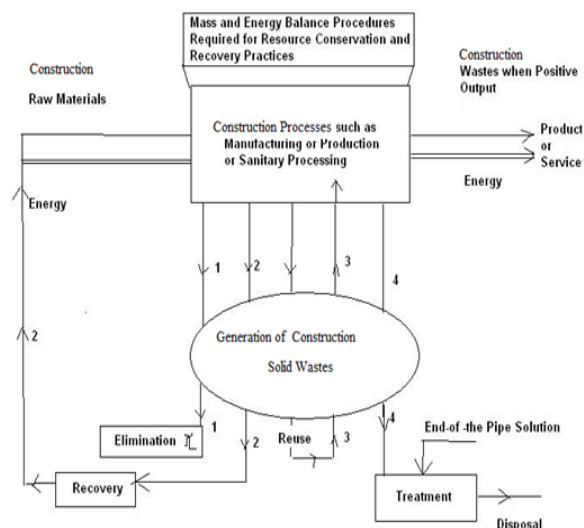 Mass and Energy Balance Procedures
Required for Resource Conservation and
Recovery Practices
Construction
Raw Materials
Construction
Wastes when Positive
Output
Construction Processes such as
Manufacturing or Production
or Sanitary Processing
Product
or
Service
Energy
Energy
1
2
3
4
2
Generation of Construction
Solid Wastes
1
2
Reuse
3
4
Elimination
Recovery
End-of -the Pipe Solution
Treatment
Disposal